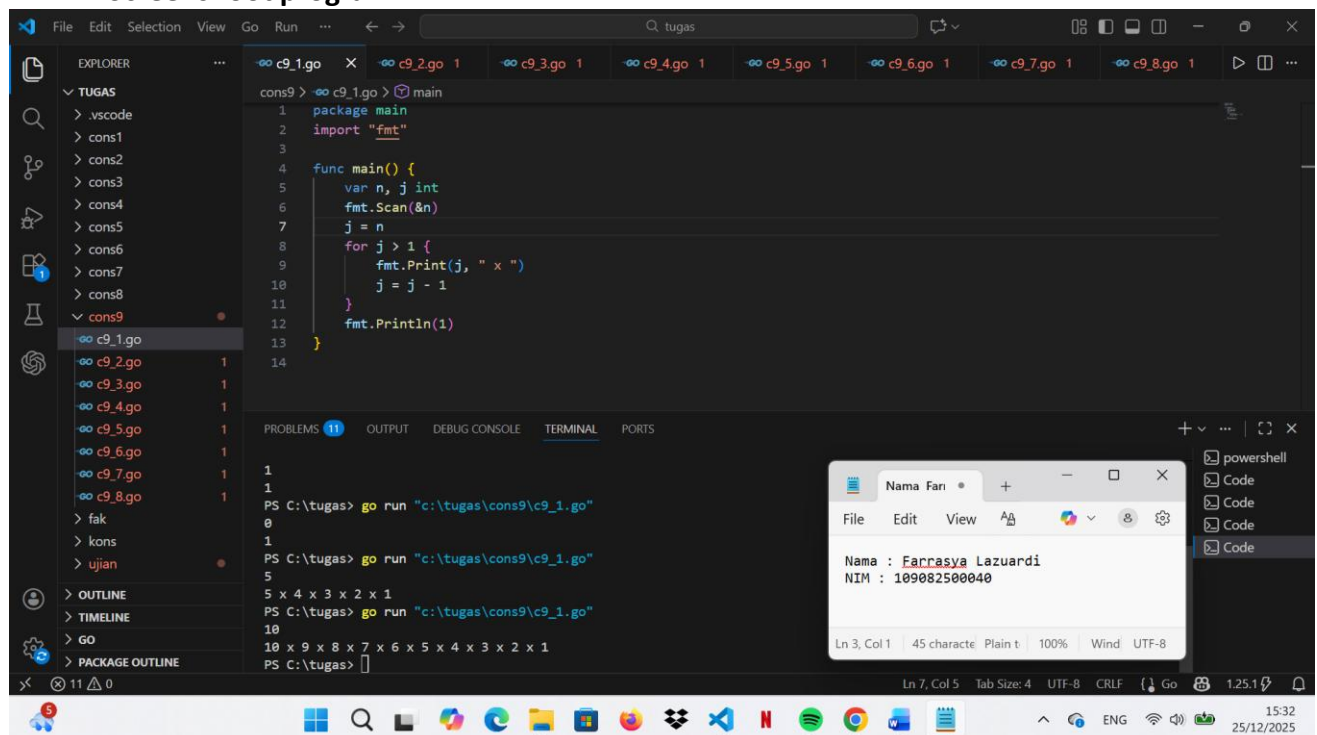 File Edit Selection View Go Run ... tugas
EXPLORER ...
c9_1.go c9_2.go 1 c9_3.go 1 c9_4.go 1 c9_5.go 1 c9_6.go 1 c9_7.go 1 c9_8.go 1
TUGAS
.vscode
cons1
cons2
cons3
cons4
cons5
cons6
cons7
cons8
cons9
c9_1.go
c9_2.go 1
c9_3.go 1
c9_4.go 1
c9_5.go 1
c9_6.go 1
c9_7.go 1
c9_8.go 1
fak
kons
ujian
OUTLINE
TIMELINE
GO
PACKAGE OUTLINE
cons9 > c9_1.go > main
1 package main
2 import "fmt"
3
4 func main() {
5 var n, j int
6 fmt.Scan(&n)
7 j = n
8 for j > 1 {
9 fmt.Print(j, " x ")
10 j = j - 1
11 }
12 fmt.Println(1)
13 }
14
PROBLEMS 11 OUTPUT DEBUG CONSOLE TERMINAL PORTS
1
1
PS C:\tugas> go run "c:\tugas\cons9\c9_1.go"
0
1
PS C:\tugas> go run "c:\tugas\cons9\c9_1.go"
5
5 x 4 x 3 x 2 x 1
PS C:\tugas> go run "c:\tugas\cons9\c9_1.go"
10
10 x 9 x 8 x 7 x 6 x 5 x 4 x 3 x 2 x 1
PS C:\tugas>
powershell
Code
Code
Code
Code
Nama Farr
File Edit View
Nama : Farrasya Lazuardi
NIM : 109082500040
Ln 3, Col 1 45 characte Plain t 100% Wind UTF-8
11 0 Ln 7, Col 5 Tab Size: 4 UTF-8 CRLF Go 1.25.1
5 ENG 15:32
25/12/2025